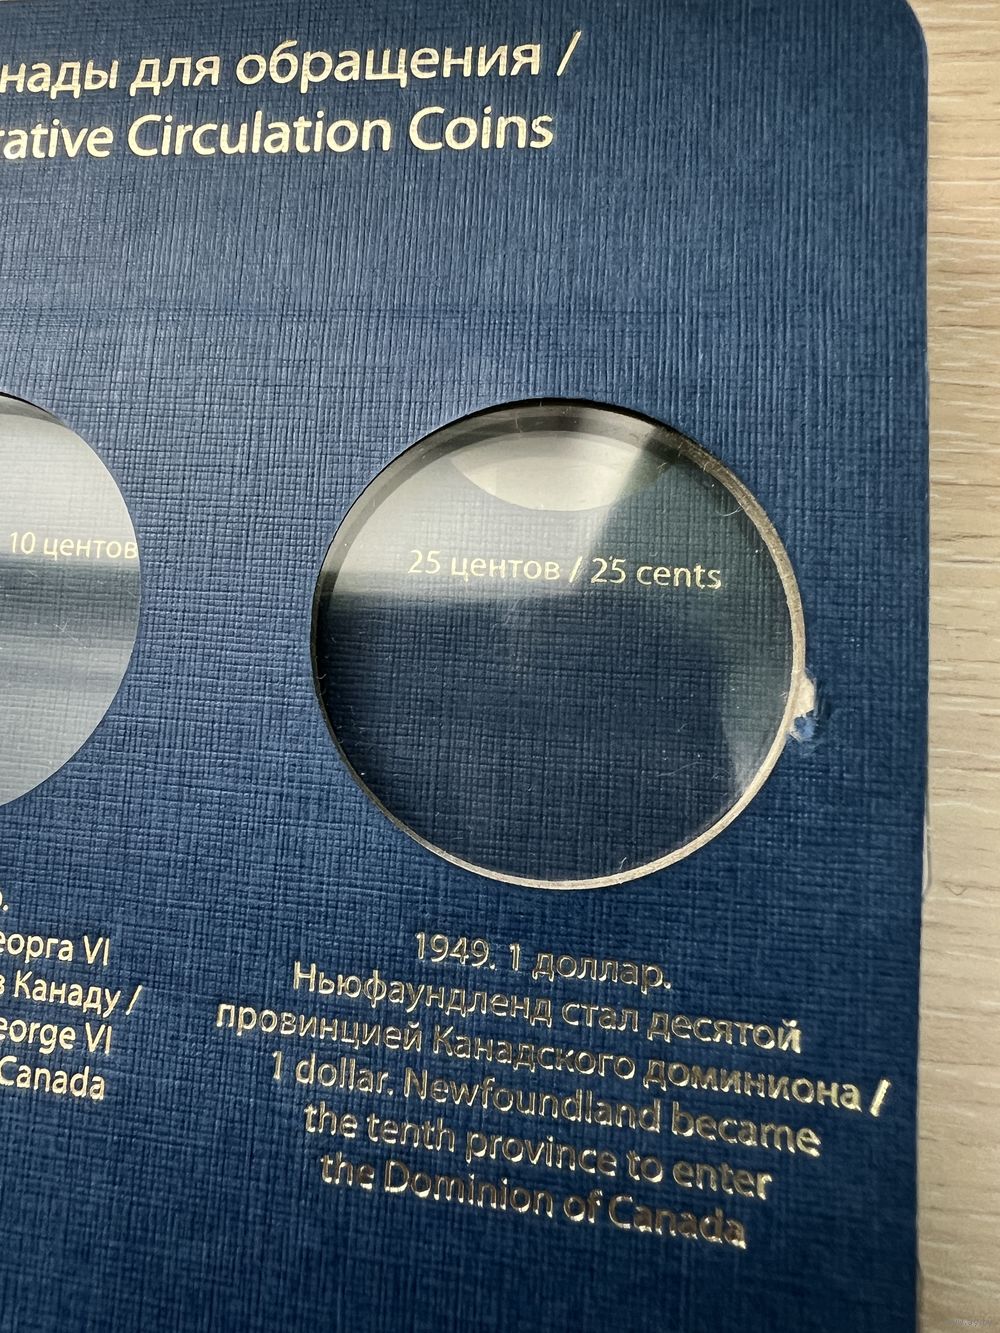 нады для обращения /
rative Circulation Coins
10 центов
25 центов / 25 cents
еорга VI
в Канаду /
eorge VI
Canada
1949. 1 доллар.
Ньюфаундленд стал десятой
провинцией Канадского доминиона /
1 dollar. Newfoundland became
the tenth province to enter
the Dominion of Canada